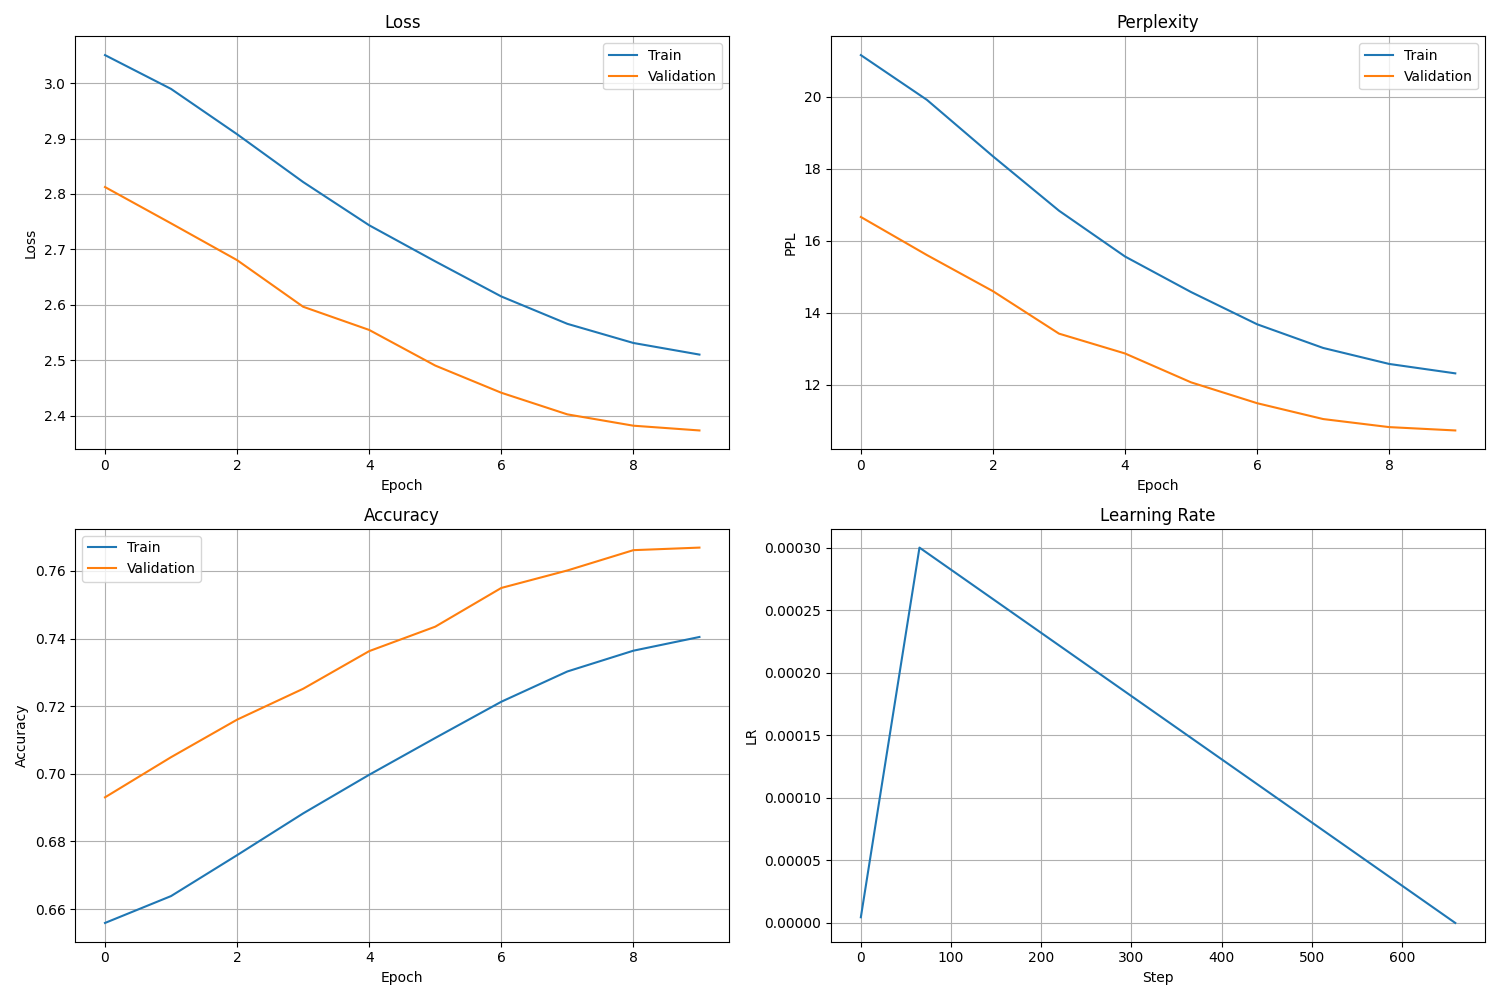 Loss
3.0
2.9
2.8
2.7
2.6
2.5
2.4
Loss
Train
Validation
0 2 4 6 8
Epoch
Perplexity
20
18
16
14
12
PPL
Train
Validation
0 2 4 6 8
Epoch
Accuracy
Train
Validation
0.76
0.74
0.72
0.70
0.68
0.66
Accuracy
0 2 4 6 8
Epoch
Learning Rate
0.00030
0.00025
0.00020
0.00015
0.00010
0.00005
0.00000
LR
0 100 200 300 400 500 600
Step